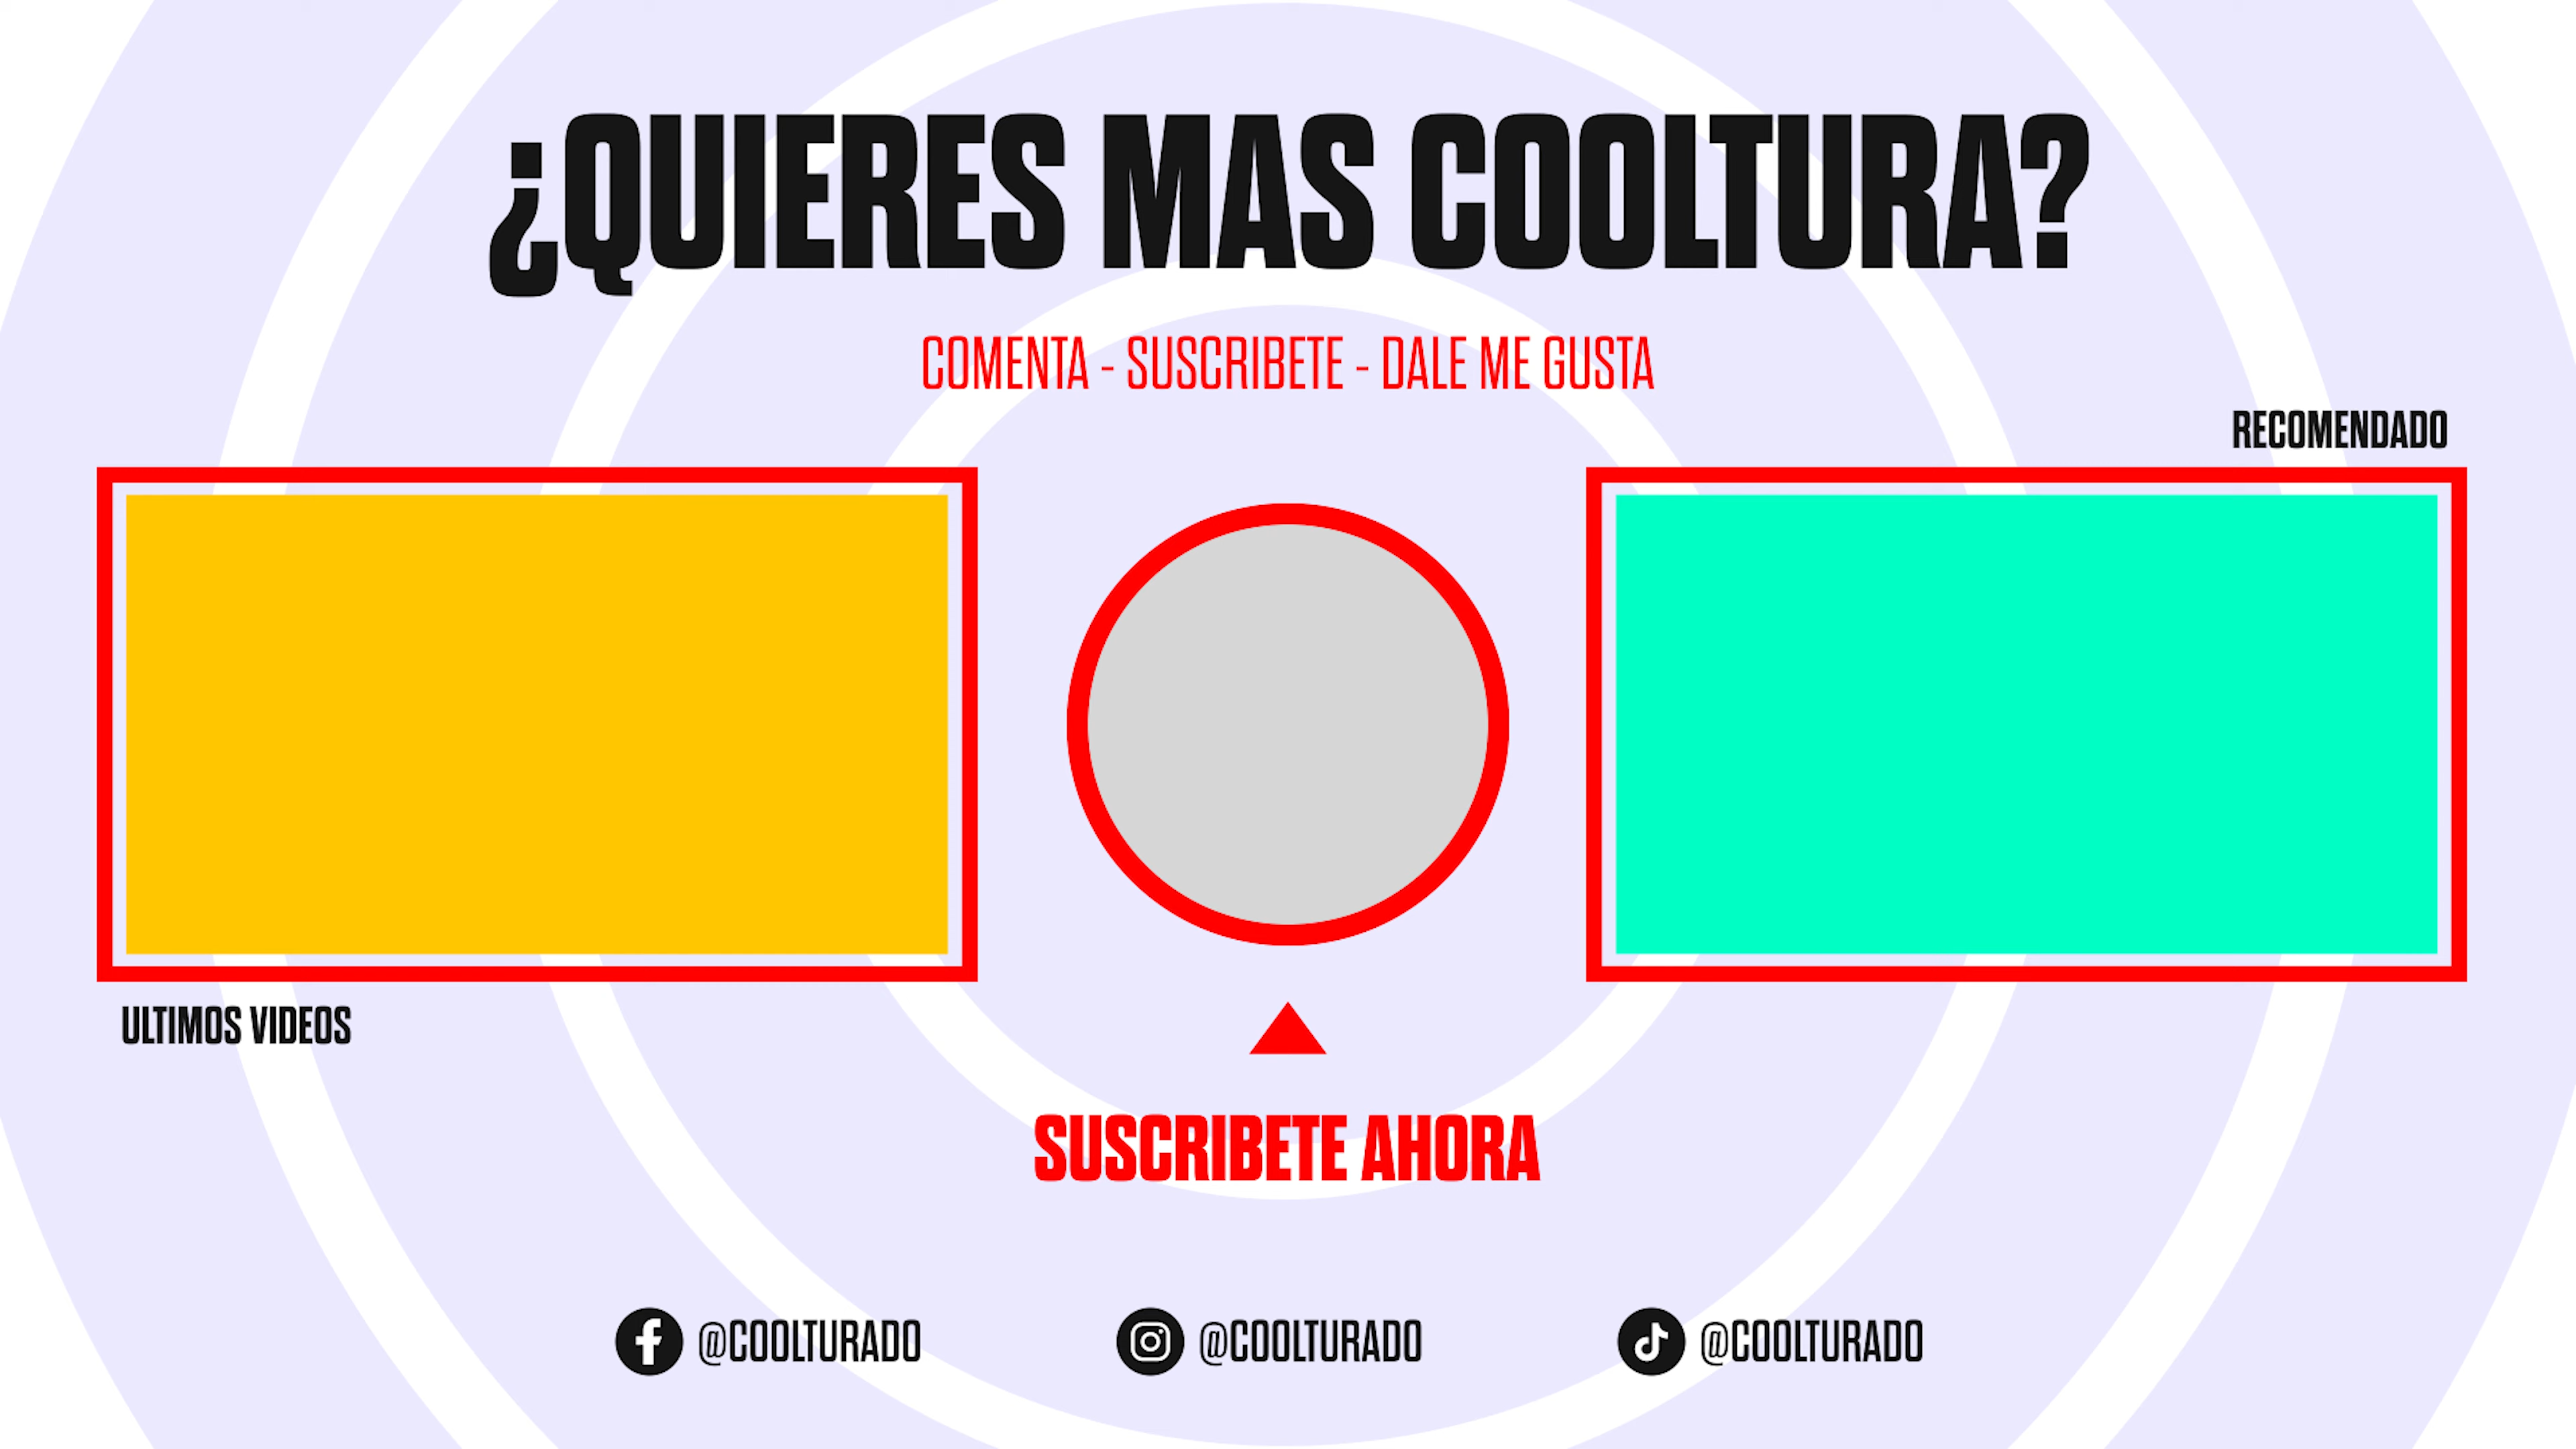 ¿QUIERES MAS COOLTURA?
COMENTA - SUSCRIBETE - DALE ME GUSTA
RECOMENDADO
ULTIMOS VIDEOS
SUSCRIBETE AHORA
@COOLTURADO
@COOLTURADO
@COOLTURADO